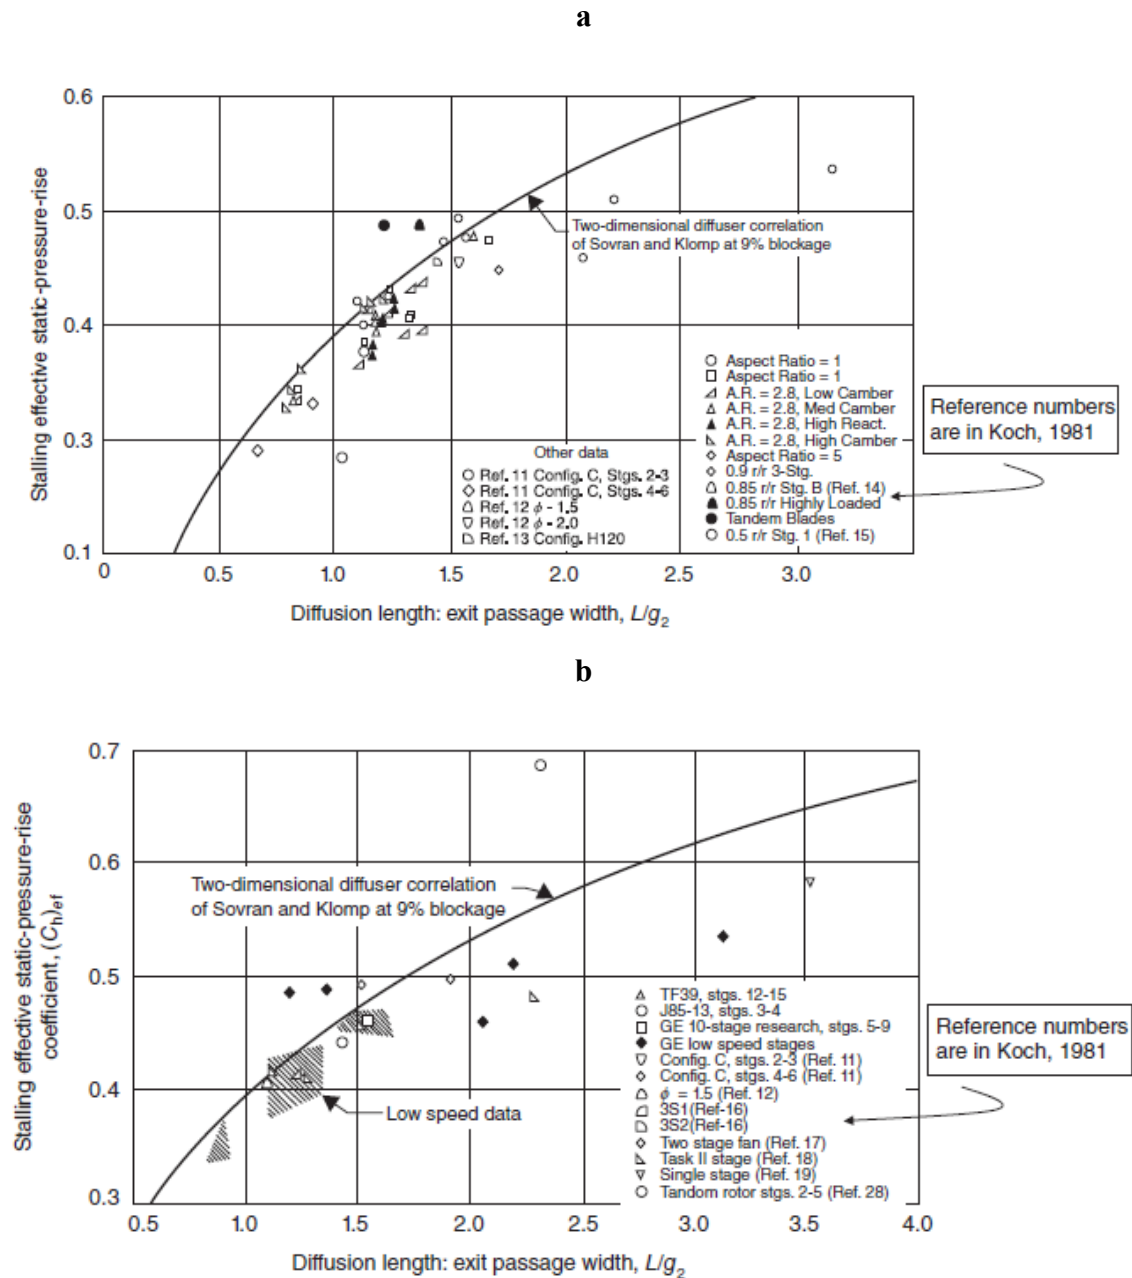 a
0.6
0.5
0.4
0.3
0.1
Stalling effective static-pressure-rise
Two-dimensional diffuser correlation
of Sovran and Klomp at 9% blockage
Aspect Ratio = 1
Aspect Ratio = 1
A.R. = 2.8, Low Camber
A.R. = 2.8, Med Camber
A.R. = 2.8, High React.
A.R. = 2.8, High Camber
Aspect Ratio = 5
0.9 r/r 3-Stg.
0.85 r/r Stg. B (Ref. 14)
0.85 r/r Highly Loaded
Tandem Blades
0.5 r/r Stg. 1 (Ref. 15)
Other data
Ref. 11 Config. C, Stgs. 2-3
Ref. 11 Config. C, Stgs. 4-6
Ref. 12 ϕ - 1.5
Ref. 12 ϕ - 2.0
Ref. 13 Config. H120
Reference numbers
are in Koch, 1981
0 0.5 1.0 1.5 2.0 2.5 3.0
Diffusion length: exit passage width, L/g₂
b
0.7
0.6
0.5
0.4
0.3
Stalling effective static-pressure-rise
coefficient, (Cₕ)ₑf
Two-dimensional diffuser correlation
of Sovran and Klomp at 9% blockage
Low speed data
TF39, stgs. 12-15
J85-13, stgs. 3-4
GE 10-stage research, stgs. 5-9
GE low speed stages
Config. C, stgs. 2-3 (Ref. 11)
Config. C, stgs. 4-6 (Ref. 11)
ϕ = 1.5 (Ref. 12)
3S1(Ref-16)
3S2(Ref-16)
Two stage fan (Ref. 17)
Task II stage (Ref. 18)
Single stage (Ref. 19)
Tandom rotor stgs. 2-5 (Ref. 28)
Reference numbers
are in Koch, 1981
0.5 1.0 1.5 2.0 2.5 3.0 3.5 4.0
Diffusion length: exit passage width, L/g₂